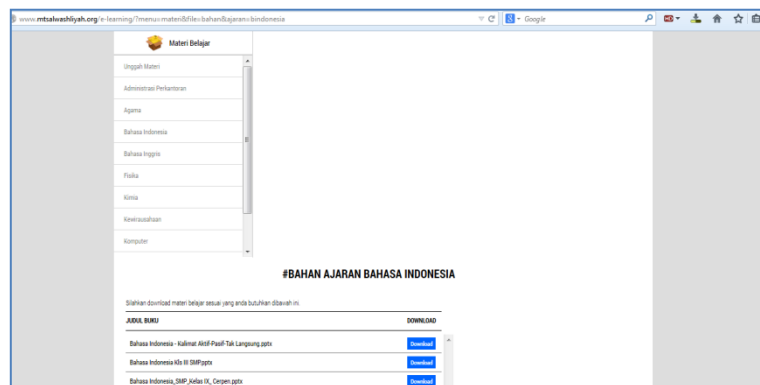 www.mtsalwashliyah.org/e-learning/?menu=materi&file=bahan&ajaran=bindonesia
Google
Materi Belajar
Unggah Materi
Administrasi Perkantoran
Agama
Bahasa Indonesia
Bahasa Inggris
Fisika
Kimia
Kewirausahaan
Komputer
#BAHAN AJARAN BAHASA INDONESIA
Silahkan download materi belajar sesuai yang anda butuhkan dibawah ini.
JUDUL BUKU DOWNLOAD
Bahasa Indonesia - Kalimat Aktif-Pasif-Tak Langsung.pptx Download
Bahasa Indonesia Kls III SMP.pptx Download
Bahasa Indonesia_SMP_Kelas IX_ Cerpen.pptx Download